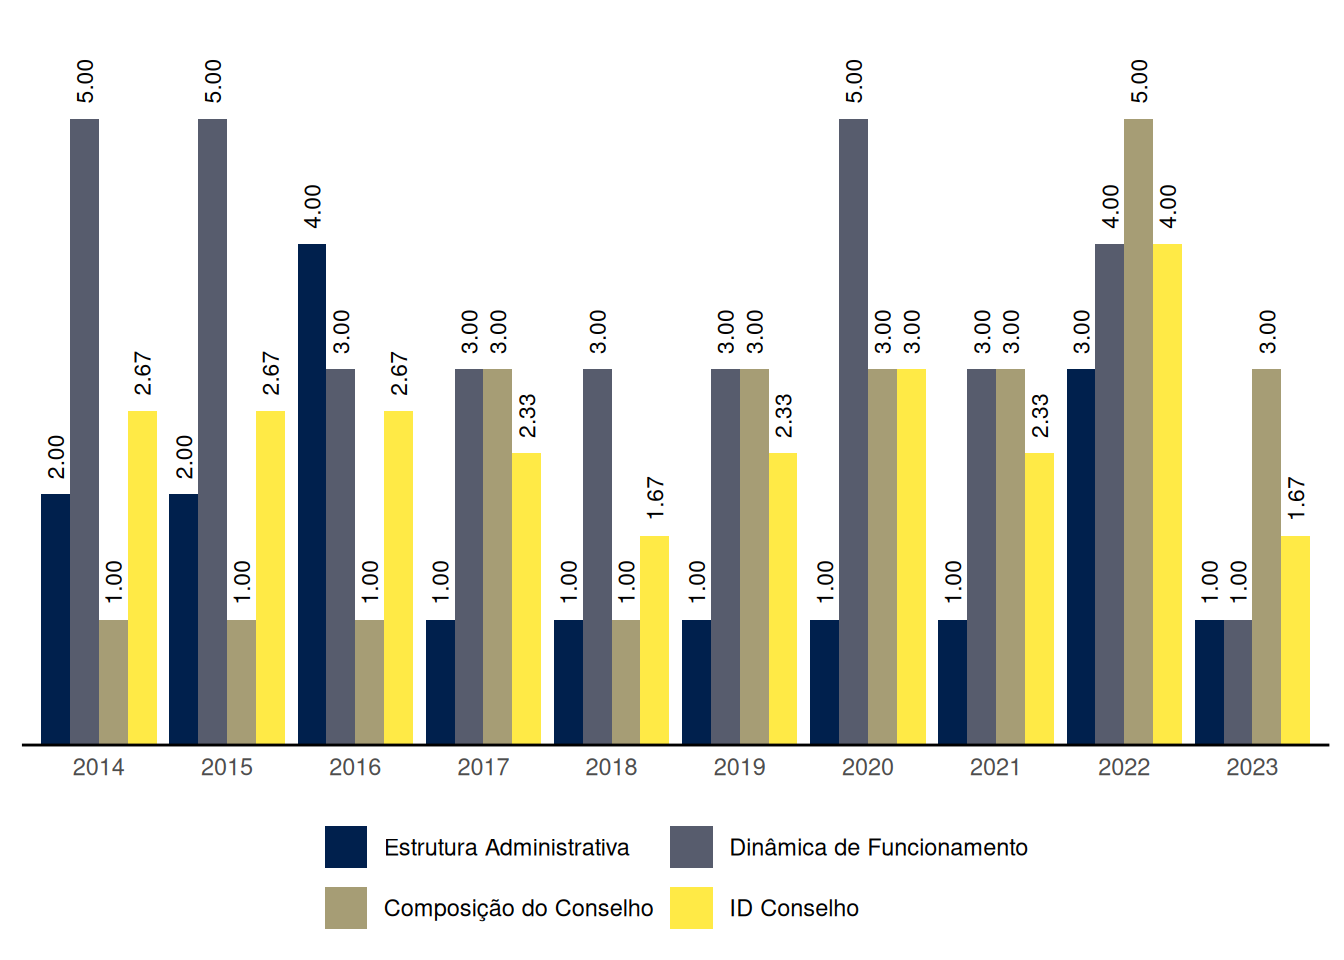 2.00 5.00 1.00 2.67 2.00 5.00 1.00 2.67 4.00 3.00 1.00 2.67 1.00 3.00 3.00 2.33 1.00 3.00 1.00 1.67 1.00 3.00 3.00 2.33 1.00 5.00 3.00 3.00 1.00 3.00 3.00 2.33 3.00 4.00 5.00 4.00 1.00 1.00 3.00 1.67
2014 2015 2016 2017 2018 2019 2020 2021 2022 2023
Estrutura Administrativa Dinâmica de Funcionamento
Composição do Conselho ID Conselho